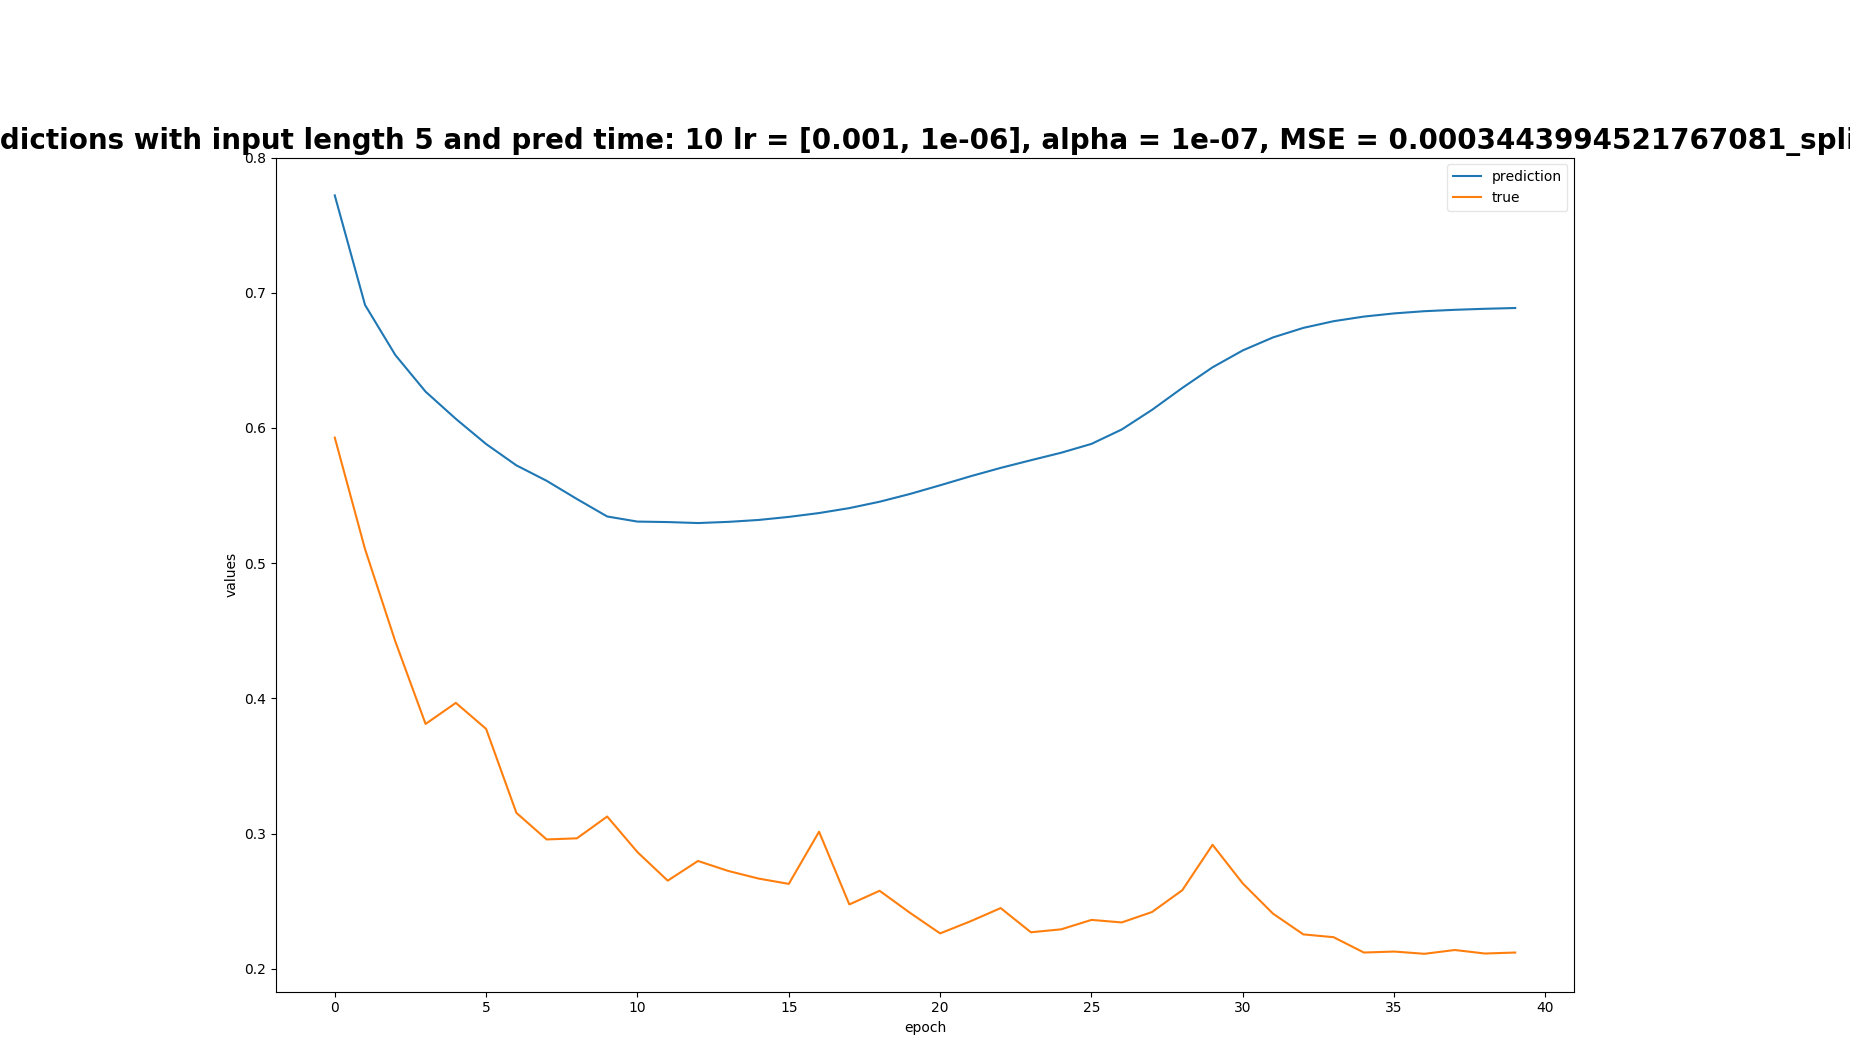 dictions with input length 5 and pred time: 10 lr = [0.001, 1e-06], alpha = 1e-07, MSE = 0.0003443994521767081_spli
prediction
true
0.8
0.7
0.6
0.5
0.4
0.3
0.2
values
0 5 10 15 20 25 30 35 40
epoch